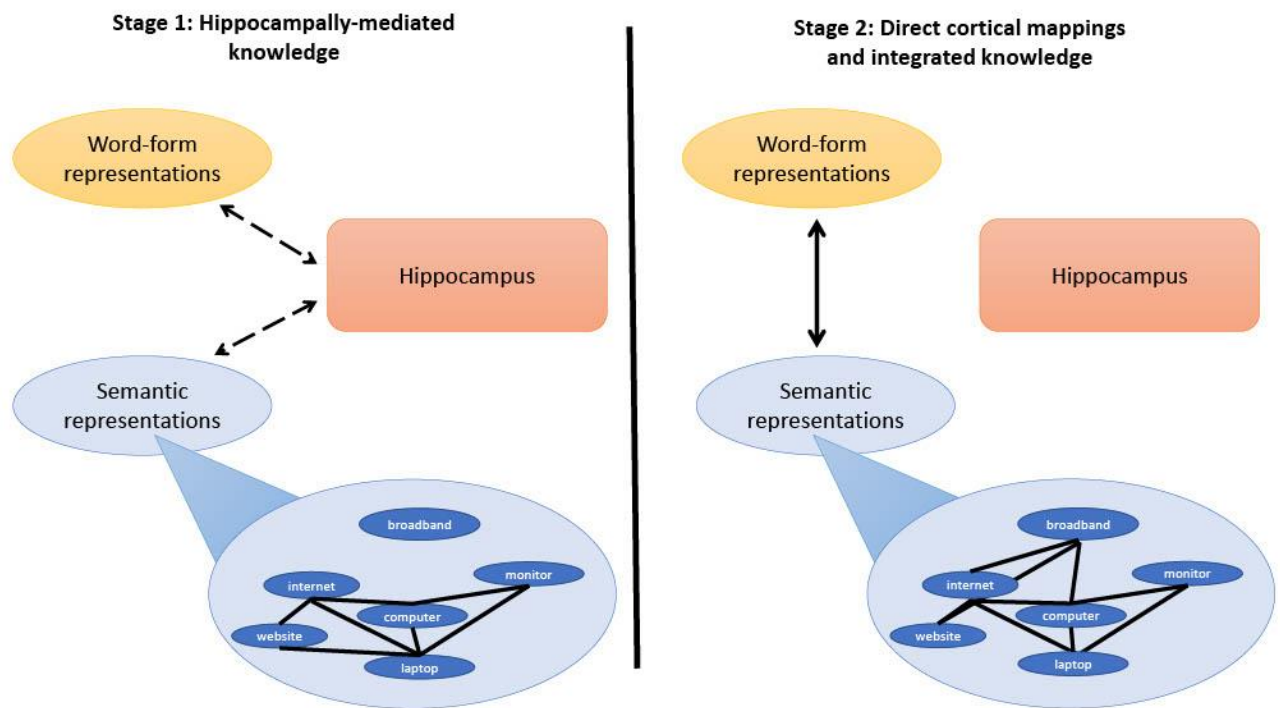 Stage 1: Hippocampally-mediated
knowledge
Word-form
representations
Hippocampus
Semantic
representations
broadband
internet
monitor
computer
website
laptop
Stage 2: Direct cortical mappings
and integrated knowledge
Word-form
representations
Hippocampus
Semantic
representations
broadband
internet
monitor
computer
website
laptop